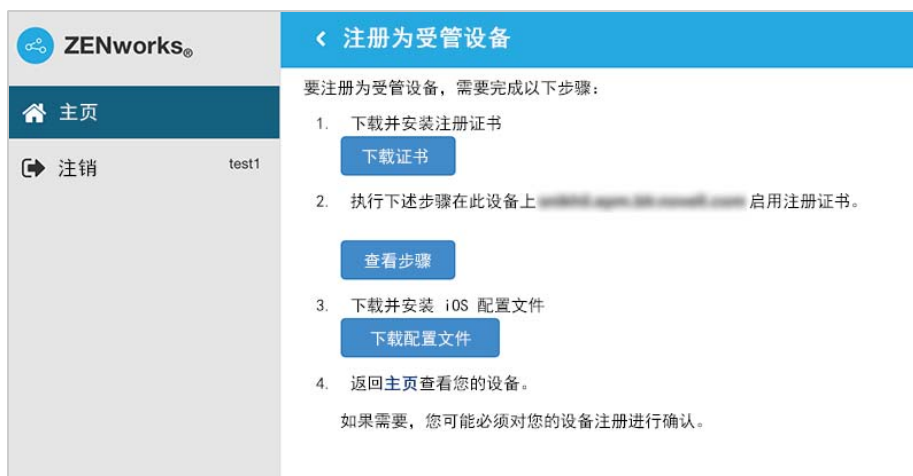 ZENworks®
主页
注销 test1
注册为受管设备
要注册为受管设备，需要完成以下步骤：
1. 下载并安装注册证书
下载证书
2. 执行下述步骤在此设备上 启用注册证书。
查看步骤
3. 下载并安装 iOS 配置文件
下载配置文件
4. 返回主页查看您的设备。
如果需要，您可能必须对您的设备注册进行确认。